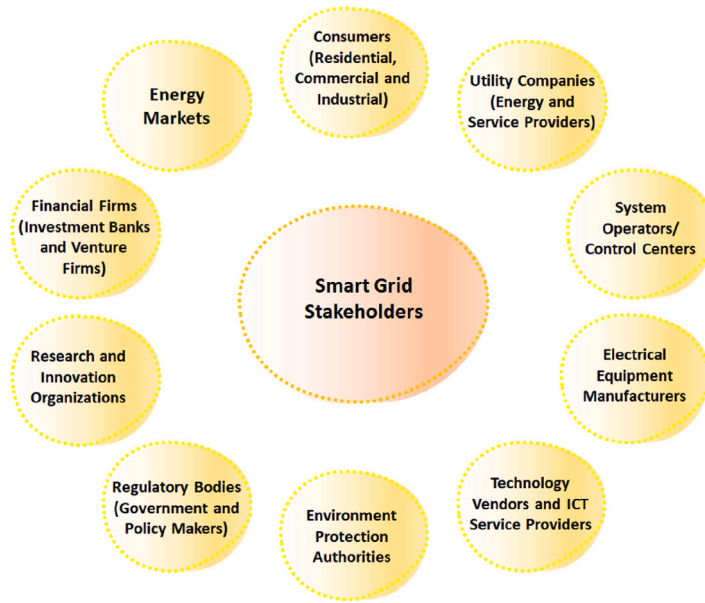 Consumers
(Residential,
Commercial and
Industrial)
Utility Companies
(Energy and
Service Providers)
System
Operators/
Control Centers
Electrical
Equipment
Manufacturers
Technology
Vendors and ICT
Service Providers
Environment
Protection
Authorities
Regulatory Bodies
(Government and
Policy Makers)
Research and
Innovation
Organizations
Financial Firms
(Investment Banks
and Venture
Firms)
Energy
Markets
Smart Grid
Stakeholders